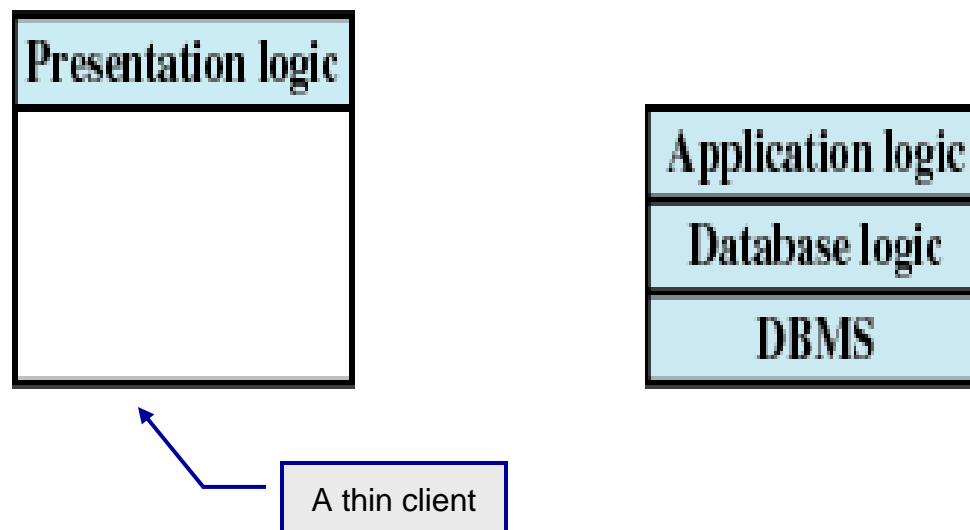 Presentation logic
Application logic
Database logic
DBMS
A thin client